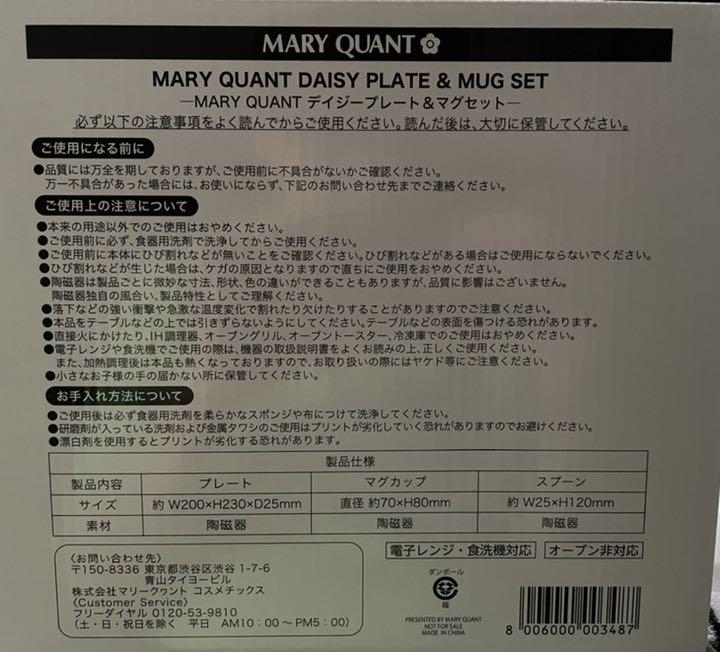 MARY QUANT
MARY QUANT DAISY PLATE & MUG SET
―MARY QUANT デイジープレート&マグセット―
必ず以下の注意事項をよく読んでからご使用ください。読んだ後は、大切に保管してください。
ご使用になる前に
●品質には万全を期しておりますが、ご使用前に不具合がないかご確認ください。
万一不具合があった場合には、お使いにならず、下記のお問い合わせ先までご連絡ください。
ご使用上の注意について
●本来の用途以外でのご使用はおやめください。
●ご使用前に必ず、食器用洗剤で洗浄してからご使用ください。
●ご使用前に本体にひび割れなどが無いことをご確認ください。ひび割れなどがある場合はご使用にならないでください。
●ひび割れなどが生じた場合は、ケガの原因となりますので直ちにご使用をおやめください。
●陶磁器は製品ごとに微妙な寸法、形状、色の違いができることもありますが、品質に影響はございません。
陶磁器独自の風合い、製品特性としてご理解ください。
●落下などの強い衝撃や急激な温度変化で割れたり欠けたりすることがありますのでご注意ください。
●本品をテーブルなどの上では引きずらないようにしてください。テーブルなどの表面を傷つける恐れがあります。
●直接火にかけたり、IH調理器、オーブングリル、オーブントースター、冷凍庫でのご使用はおやめください。
●電子レンジや食洗機でご使用の際は、機器の取扱説明書をよくお読みの上、正しくご使用ください。
また、加熱調理後は本品も熱くなっておりますので、お取り扱いの際にはヤケド等にご注意ください。
●小さなお子様の手の届かない所に保管してください。
お手入れ方法について
●ご使用後は必ず食器用洗剤を柔らかなスポンジや布につけて洗浄してください。
●研磨剤が入っている洗剤および金属タワシのご使用はプリントが劣化していく恐れがありますのでお避けください。
●漂白剤を使用するとプリントが劣化する恐れがあります。
製品仕様
製品内容 プレート マグカップ スプーン
サイズ 約 W200×H230×D25mm 直径 約70×H80mm 約 W25×H120mm
素材 陶磁器 陶磁器 陶磁器
〈お問い合わせ先〉
〒150-8336 東京都渋谷区渋谷 1-7-6
青山タイヨービル
株式会社マリークヮント コスメチックス
〈Customer Service〉
フリーダイヤル 0120-53-9810
(土・日・祝日を除く 平日 AM10：00～PM5：00)
電子レンジ・食洗機対応 オーブン非対応
ダンボール
箱
PRESENTED BY MARY QUANT
NOT FOR SALE
MADE IN CHINA
8 006000 003487